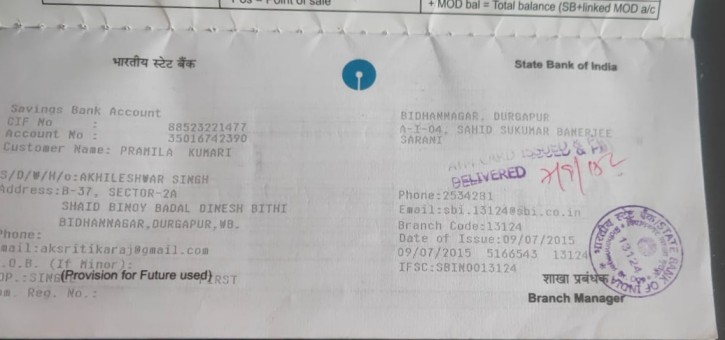 Pos = Point of sale
+ MOD bal = Total balance (SB+linked MOD a/c
भारतीय स्टेट बैंक
State Bank of India
Savings Bank Account
CIF No : 88523221477
Account No : 35016742390
Customer Name: PRAMILA KUMARI
S/D/W/H/o:AKHILESHWAR SINGH
Address:B-37, SECTOR-2A
SHAID BINOY BADAL DINESH BITHI
BIDHANNAGAR,DURGAPUR,WB.
Phone:
mail:aksritikaraj@gmail.com
.O.B. (If Minor):
OP.:SINGLE
(Provision for Future used)
RST
m. Reg. No.:
BIDHANNAGAR, DURGAPUR
A-I-04, SAHID SUKUMAR BANERJEE
SARANI
DELIVERED
Phone:2534281
Email:sbi.13124@sbi.co.in
Branch Code:13124
Date of Issue:09/07/2015
09/07/2015 5166543 13124
IFSC:SBIN0013124
शाखा प्रबंधक
Branch Manager
भारतीय स्टेट बैंक/STATE BANK OF INDIA
13124